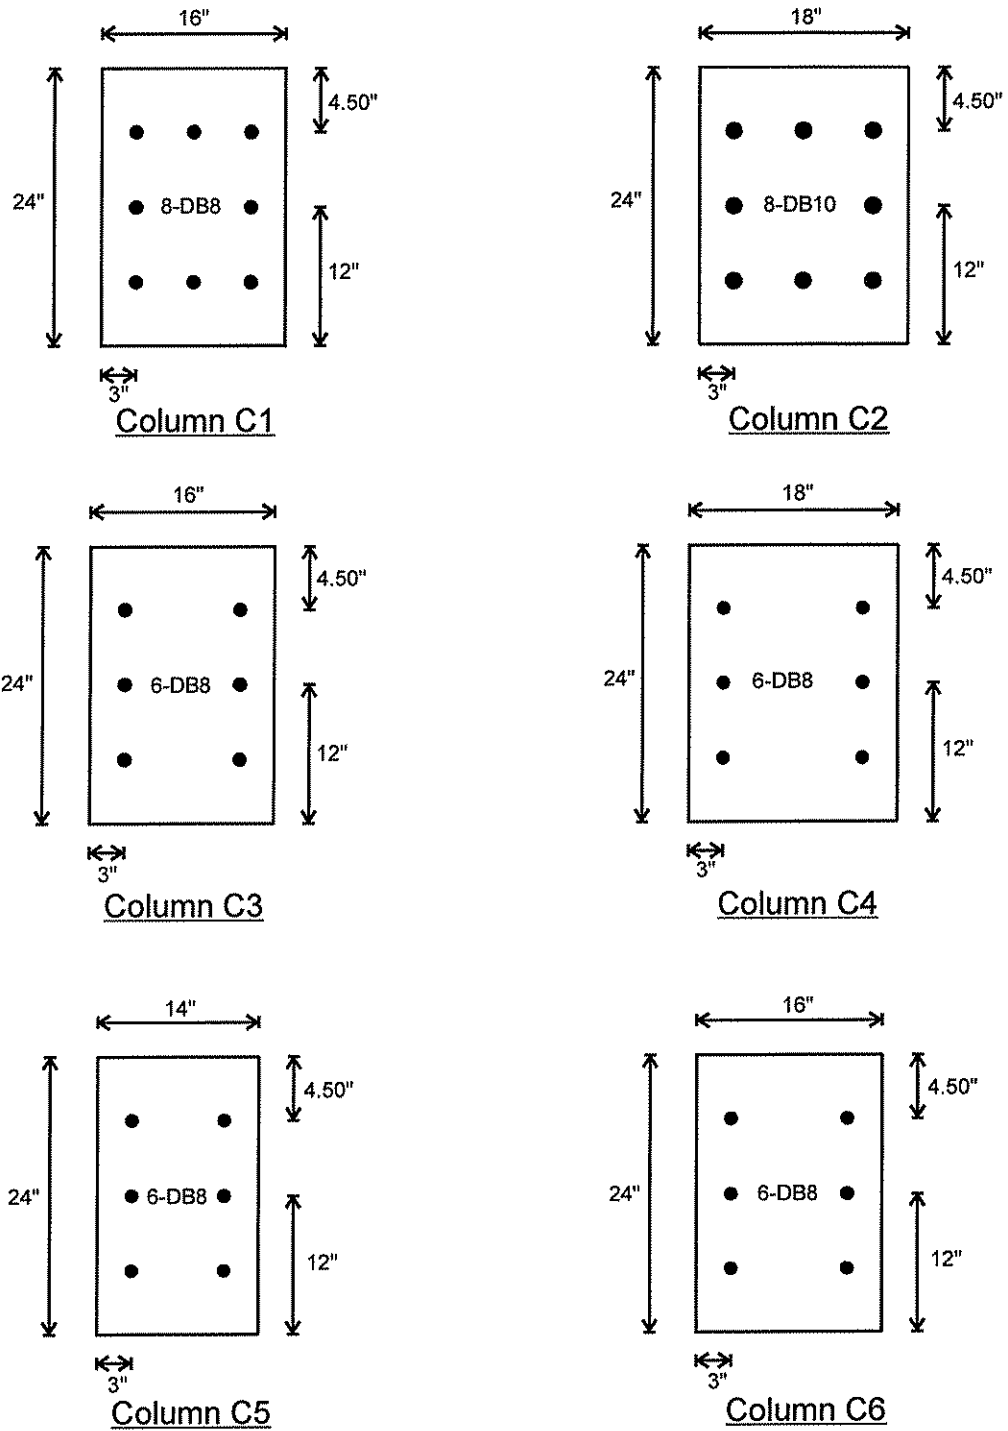 16"
4.50"
24"
8-DB8
12"
3"
Column C1
18"
4.50"
24"
8-DB10
12"
3"
Column C2
16"
4.50"
24"
6-DB8
12"
3"
Column C3
18"
4.50"
24"
6-DB8
12"
3"
Column C4
14"
4.50"
24"
6-DB8
12"
3"
Column C5
16"
4.50"
24"
6-DB8
12"
3"
Column C6